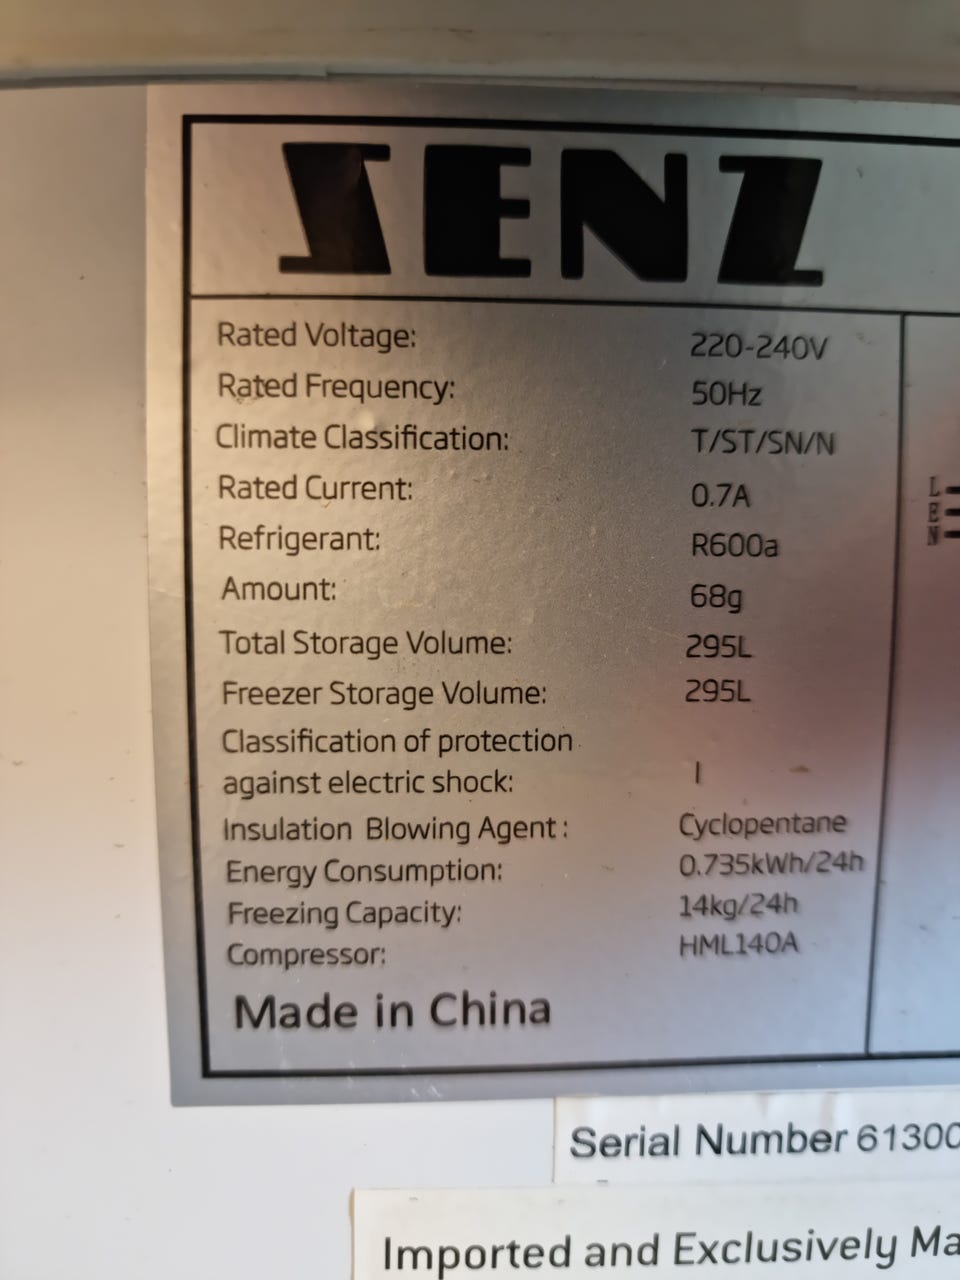 SENZ
Rated Voltage: 220-240V
Rated Frequency: 50Hz
Climate Classification: T/ST/SN/N
Rated Current: 0.7A
Refrigerant: R600a
Amount: 68g
Total Storage Volume: 295L
Freezer Storage Volume: 295L
Classification of protection
against electric shock: I
Insulation Blowing Agent: Cyclopentane
Energy Consumption: 0.735kWh/24h
Freezing Capacity: 14kg/24h
Compressor: HML140A
Made in China
L
E
N
Serial Number 61300
Imported and Exclusively Ma